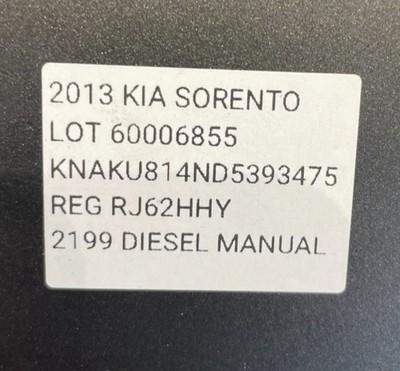 2013 KIA SORENTO
LOT 60006855
KNAKU814ND5393475
REG RJ62HHY
2199 DIESEL MANUAL